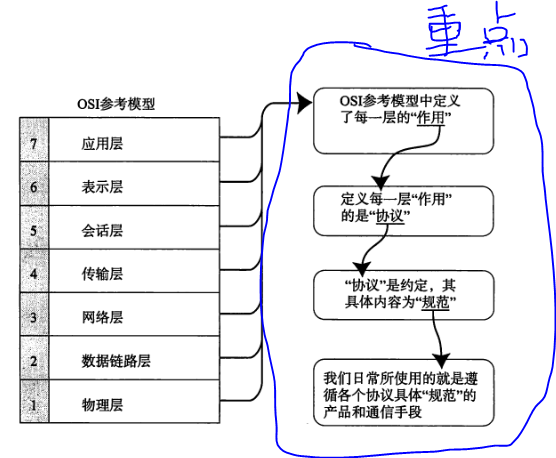 重点
OSI参考模型
7 应用层
6 表示层
5 会话层
4 传输层
3 网络层
2 数据链路层
1 物理层
OSI参考模型中定义
了每一层的“作用”
定义每一层“作用”
的是“协议”
“协议”是约定，其
具体内容为“规范”
我们日常所使用的就是遵
循各个协议具体“规范”的
产品和通信手段